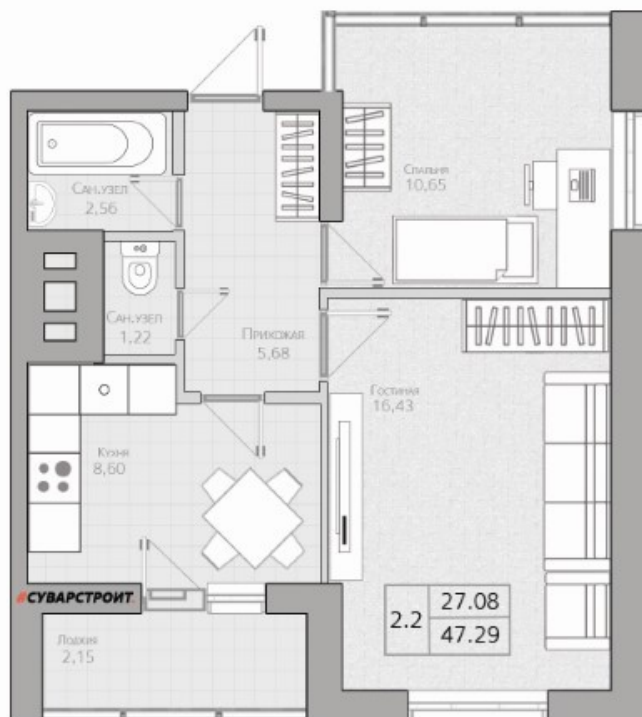 Сан.узел
2,56
Спальня
10,65
Сан.узел
1,22
Прихожая
5,68
Гостиная
16,43
Кухня
8,60
#СУВАРСТРОИТ.
2.2
27.08
47.29
Лоджия
2,15